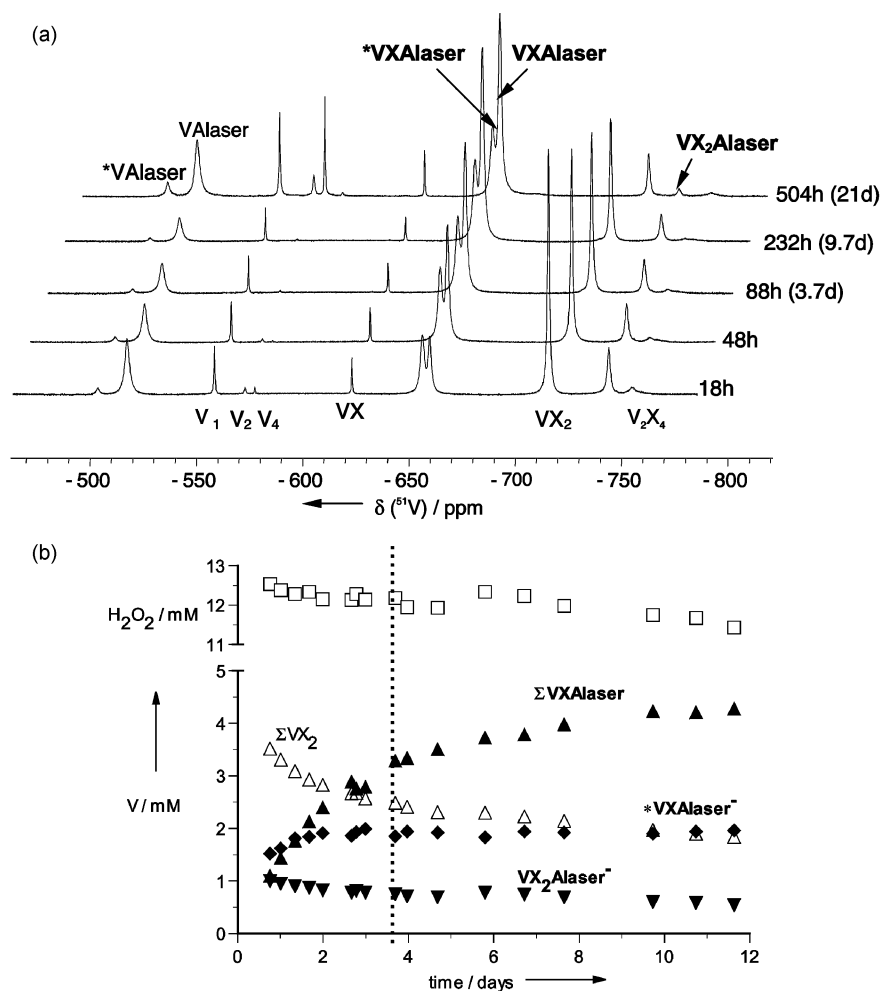 (a)
*VXAlaser VXAlaser
VAlaser
*VAlaser
VX₂Alaser
504h (21d)
232h (9.7d)
88h (3.7d)
48h
18h
V₁ V₂ V₄ VX VX₂ V₂X₄
-500 -550 -600 -650 -700 -750 -800
δ (⁵¹V) / ppm
(b)
13
H₂O₂ / mM 12
11
5
ΣVXAlaser
4
ΣVX₂
3
V / mM
*VXAlaser⁻
2
VX₂Alaser⁻
1
0
0 2 4 6 8 10 12
time / days